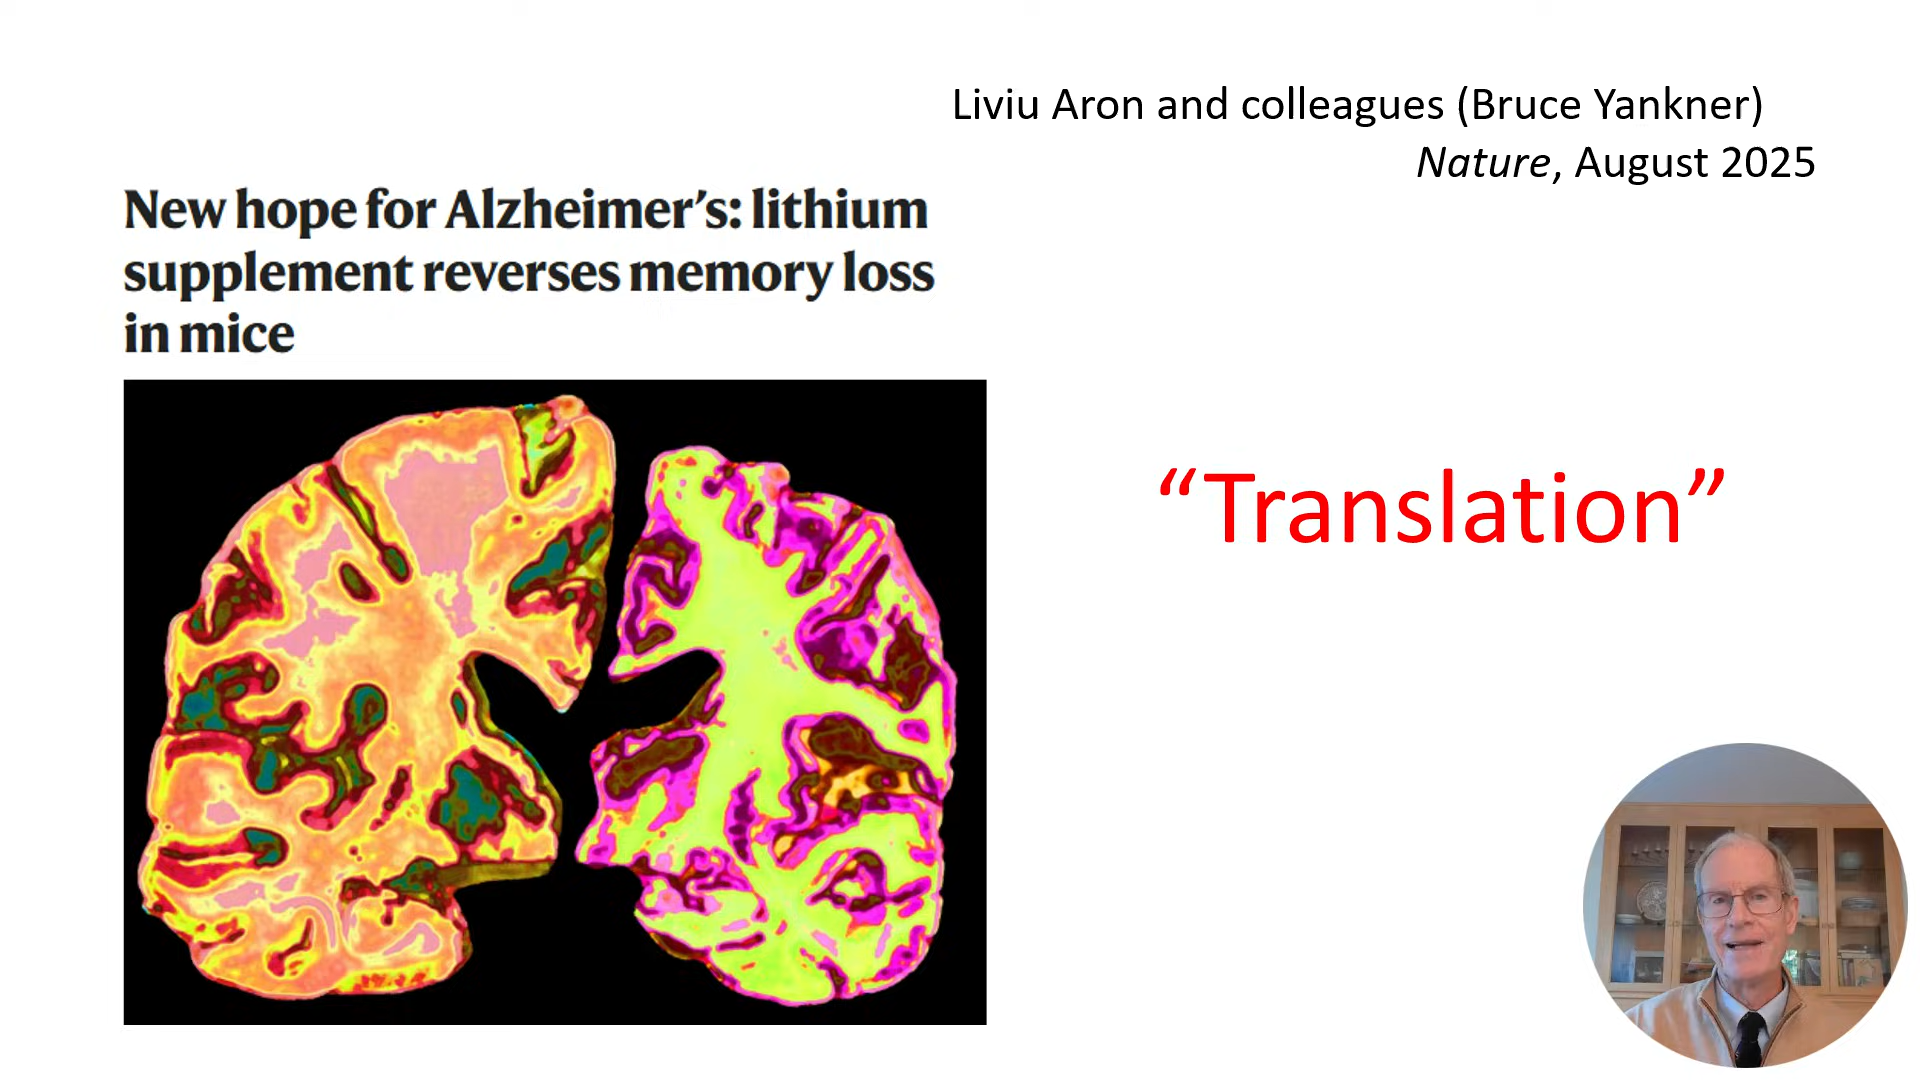 Liviu Aron and colleagues (Bruce Yankner)
Nature, August 2025
New hope for Alzheimer’s: lithium
supplement reverses memory loss
in mice
“Translation”